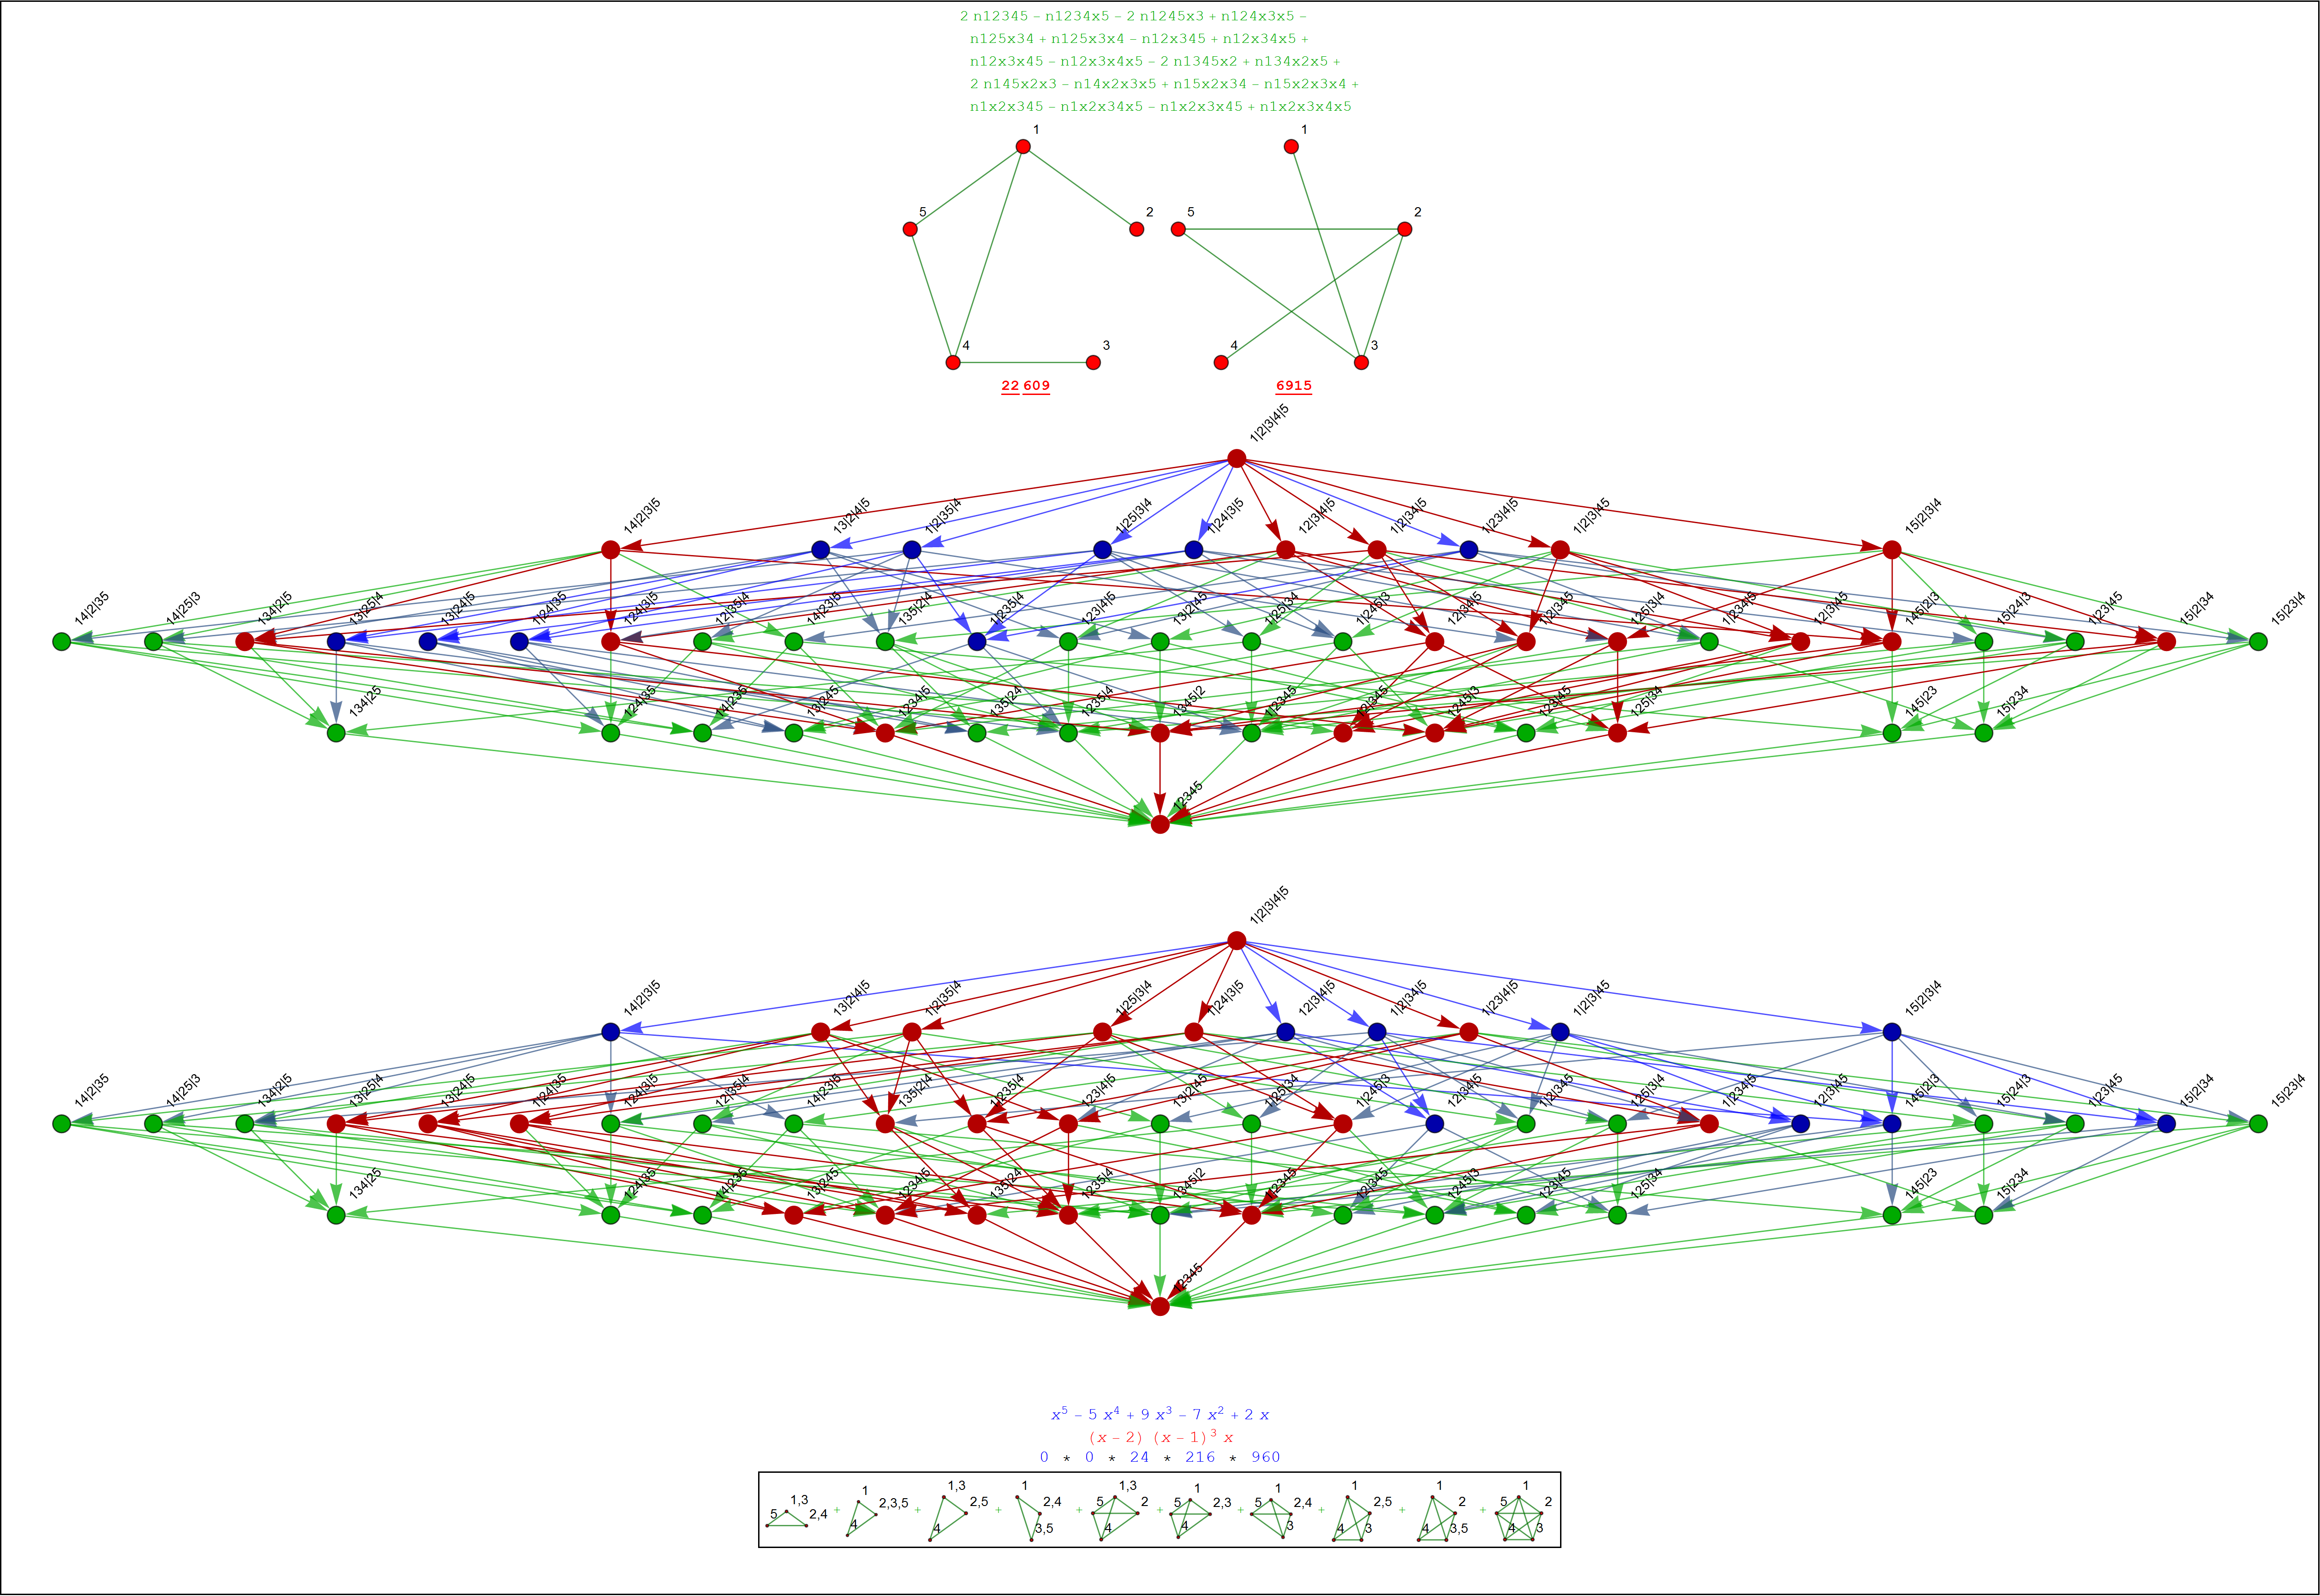 2 n12345 − n1234x5 − 2 n1245x3 + n124x3x5 −
n125x34 + n125x3x4 − n12x345 + n12x34x5 +
n12x3x45 − n12x3x4x5 − 2 n1345x2 + n134x2x5 +
2 n145x2x3 − n14x2x3x5 + n15x2x34 − n15x2x3x4 +
n1x2x345 − n1x2x34x5 − n1x2x3x45 + n1x2x3x4x5
1 1
5 2 5 2
4 3 4 3
22 609 6915
1|2|3|4|5
14|2|3|5 13|2|4|5 1|2|35|4 1|25|3|4 1|24|3|5 12|3|4|5 1|2|34|5 1|23|4|5 1|2|3|45 15|2|3|4
14|2|35 14|25|3 134|2|5 13|25|4 13|24|5 1|24|35 124|3|5 12|35|4 14|23|5 135|2|4 1|235|4 123|4|5 13|2|45 1|25|34 1|245|3 12|34|5 1|2|345 125|3|4 1|234|5 12|3|45 145|2|3 15|24|3 1|23|45 15|2|34 15|23|4
134|25 124|35 14|235 13|245 1234|5 135|24 1235|4 1345|2 1|2345 12|345 1245|3 123|45 125|34 145|23 15|234
12345
1|2|3|4|5
14|2|3|5 13|2|4|5 1|2|35|4 1|25|3|4 1|24|3|5 12|3|4|5 1|2|34|5 1|23|4|5 1|2|3|45 15|2|3|4
14|2|35 14|25|3 134|2|5 13|25|4 13|24|5 1|24|35 124|3|5 12|35|4 14|23|5 135|2|4 1|235|4 123|4|5 13|2|45 1|25|34 1|245|3 12|34|5 1|2|345 125|3|4 1|234|5 12|3|45 145|2|3 15|24|3 1|23|45 15|2|34 15|23|4
134|25 124|35 14|235 13|245 1234|5 135|24 1235|4 1345|2 1|2345 12|345 1245|3 123|45 125|34 145|23 15|234
12345
x⁵ − 5 x⁴ + 9 x³ − 7 x² + 2 x
(x − 2) (x − 1)³ x
0 * 0 * 24 * 216 * 960
5 1,3 2,4 + 1 2,3,5 4 + 1,3 2,5 4 + 1 2,4 3,5 + 1,3 5 2 4 + 1 5 2,3 4 + 1 5 2,4 3 + 1 2,5 4 3 + 1 2 4 3,5 + 1 5 2 4 3